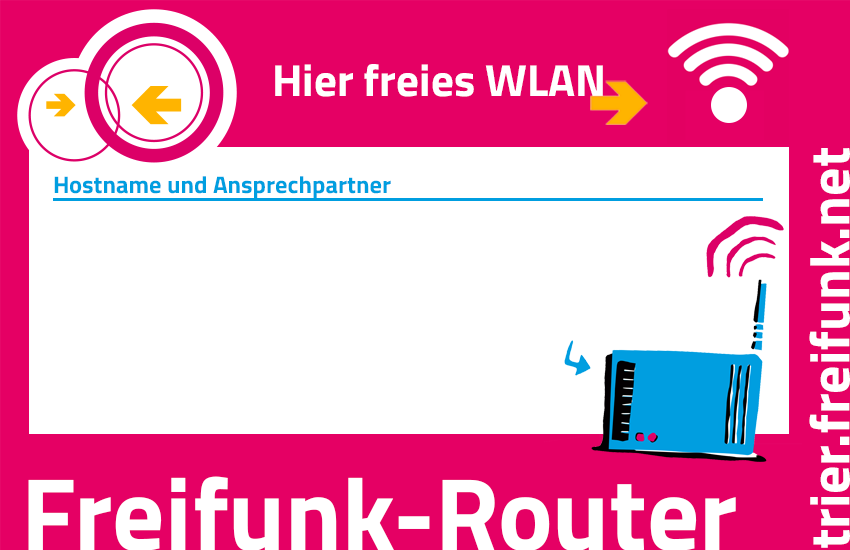 Hier freies WLAN
Hostname und Ansprechpartner
trier.freifunk.net
Freifunk-Router